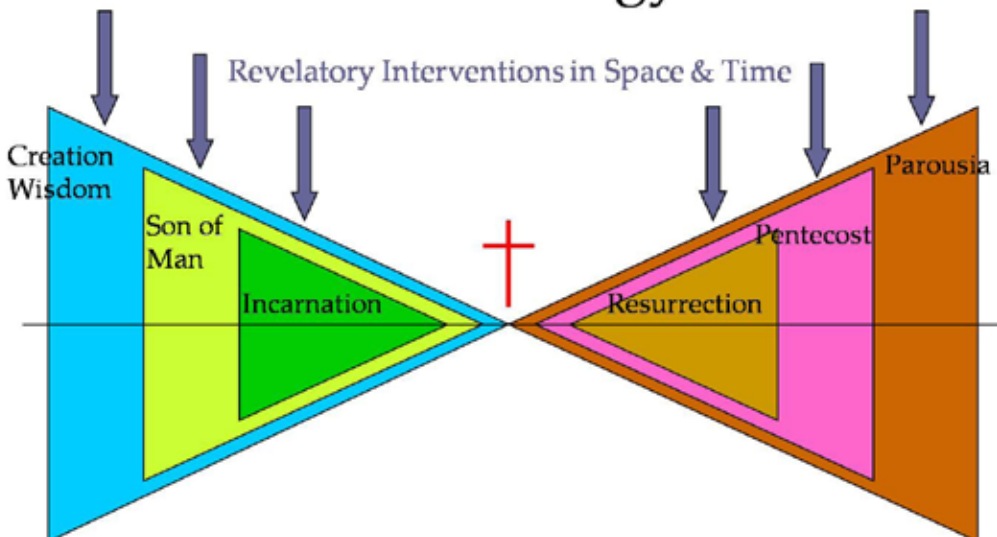 Revelatory Interventions in Space & Time
Creation
Wisdom
Parousia
Son of
Man
Pentecost
Incarnation
Resurrection